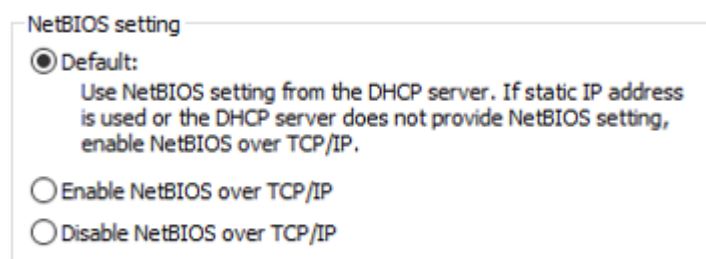 NetBIOS setting
Default:
Use NetBIOS setting from the DHCP server. If static IP address
is used or the DHCP server does not provide NetBIOS setting,
enable NetBIOS over TCP/IP.
Enable NetBIOS over TCP/IP
Disable NetBIOS over TCP/IP